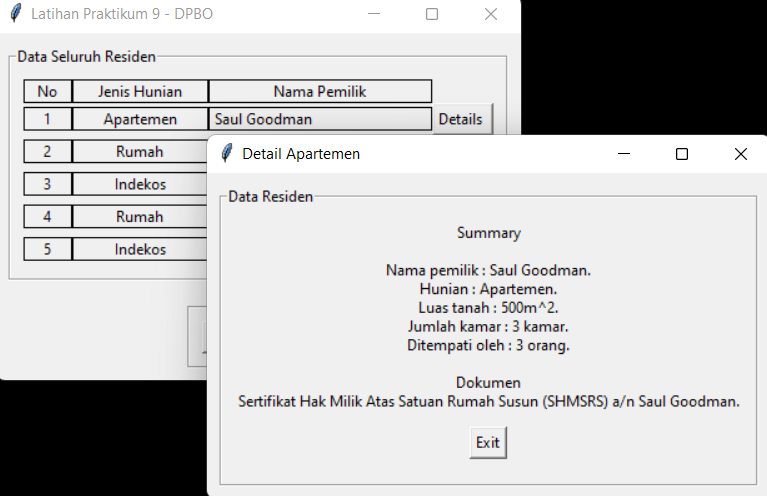 Latihan Praktikum 9 - DPBO
Data Seluruh Residen
No Jenis Hunian Nama Pemilik
1 Apartemen Saul Goodman Details
2 Rumah
3 Indekos
4 Rumah
5 Indekos
Detail Apartemen
Data Residen
Summary
Nama pemilik : Saul Goodman.
Hunian : Apartemen.
Luas tanah : 500m^2.
Jumlah kamar : 3 kamar.
Ditempati oleh : 3 orang.
Dokumen
Sertifikat Hak Milik Atas Satuan Rumah Susun (SHMSRS) a/n Saul Goodman.
Exit